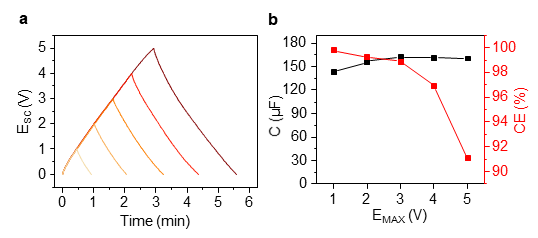 a
5
4
3
2
1
0
E_SC (V)
0 1 2 3 4 5 6
Time (min)
b
180
150
120
90
60
30
0
C (µF)
1 2 3 4 5
E_MAX (V)
100
98
96
94
92
90
CE (%)